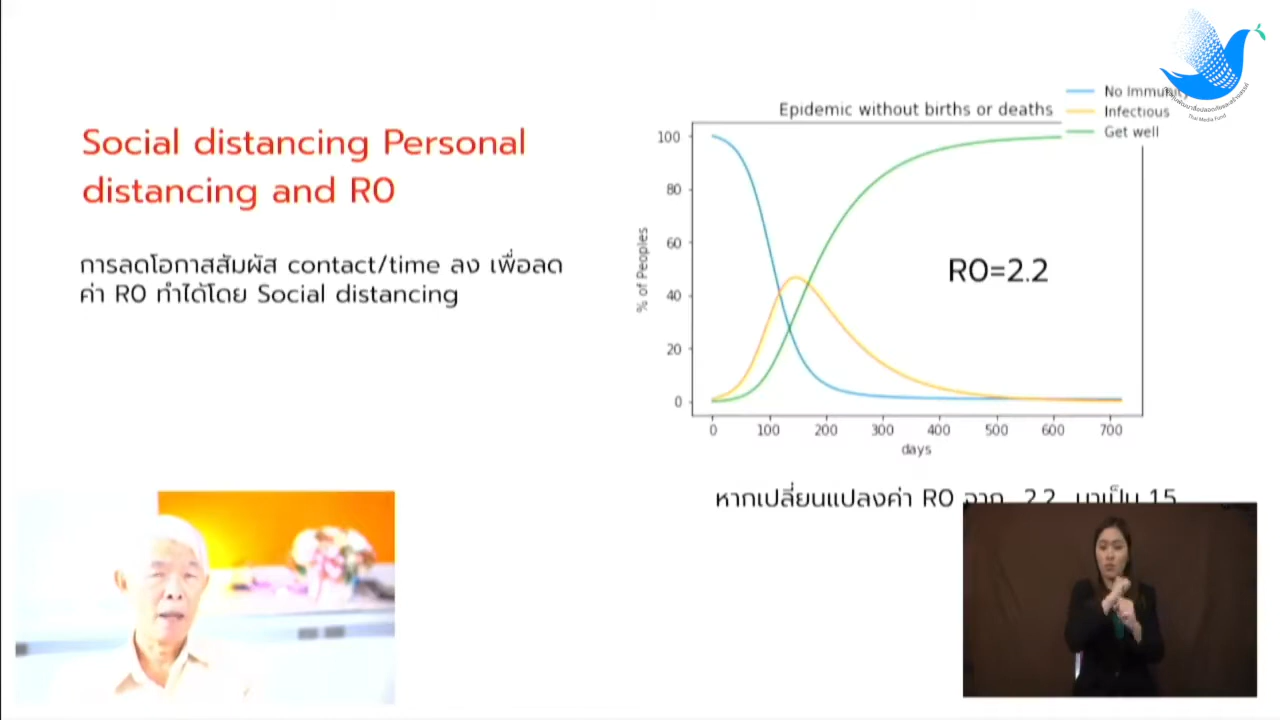 Social distancing Personal
distancing and R0
การลดโอกาสสัมผัส contact/time ลง เพื่อลด
ค่า R0 ทำได้โดย Social distancing
Epidemic without births or deaths
No Immunity
Infectious
Get well
R0=2.2
% of Peoples
100
80
60
40
20
0
0 100 200 300 400 500 600 700
days
หากเปลี่ยนแปลงค่า R0 จาก 2.2 มาเป็น 1.5
Thai Media Fund